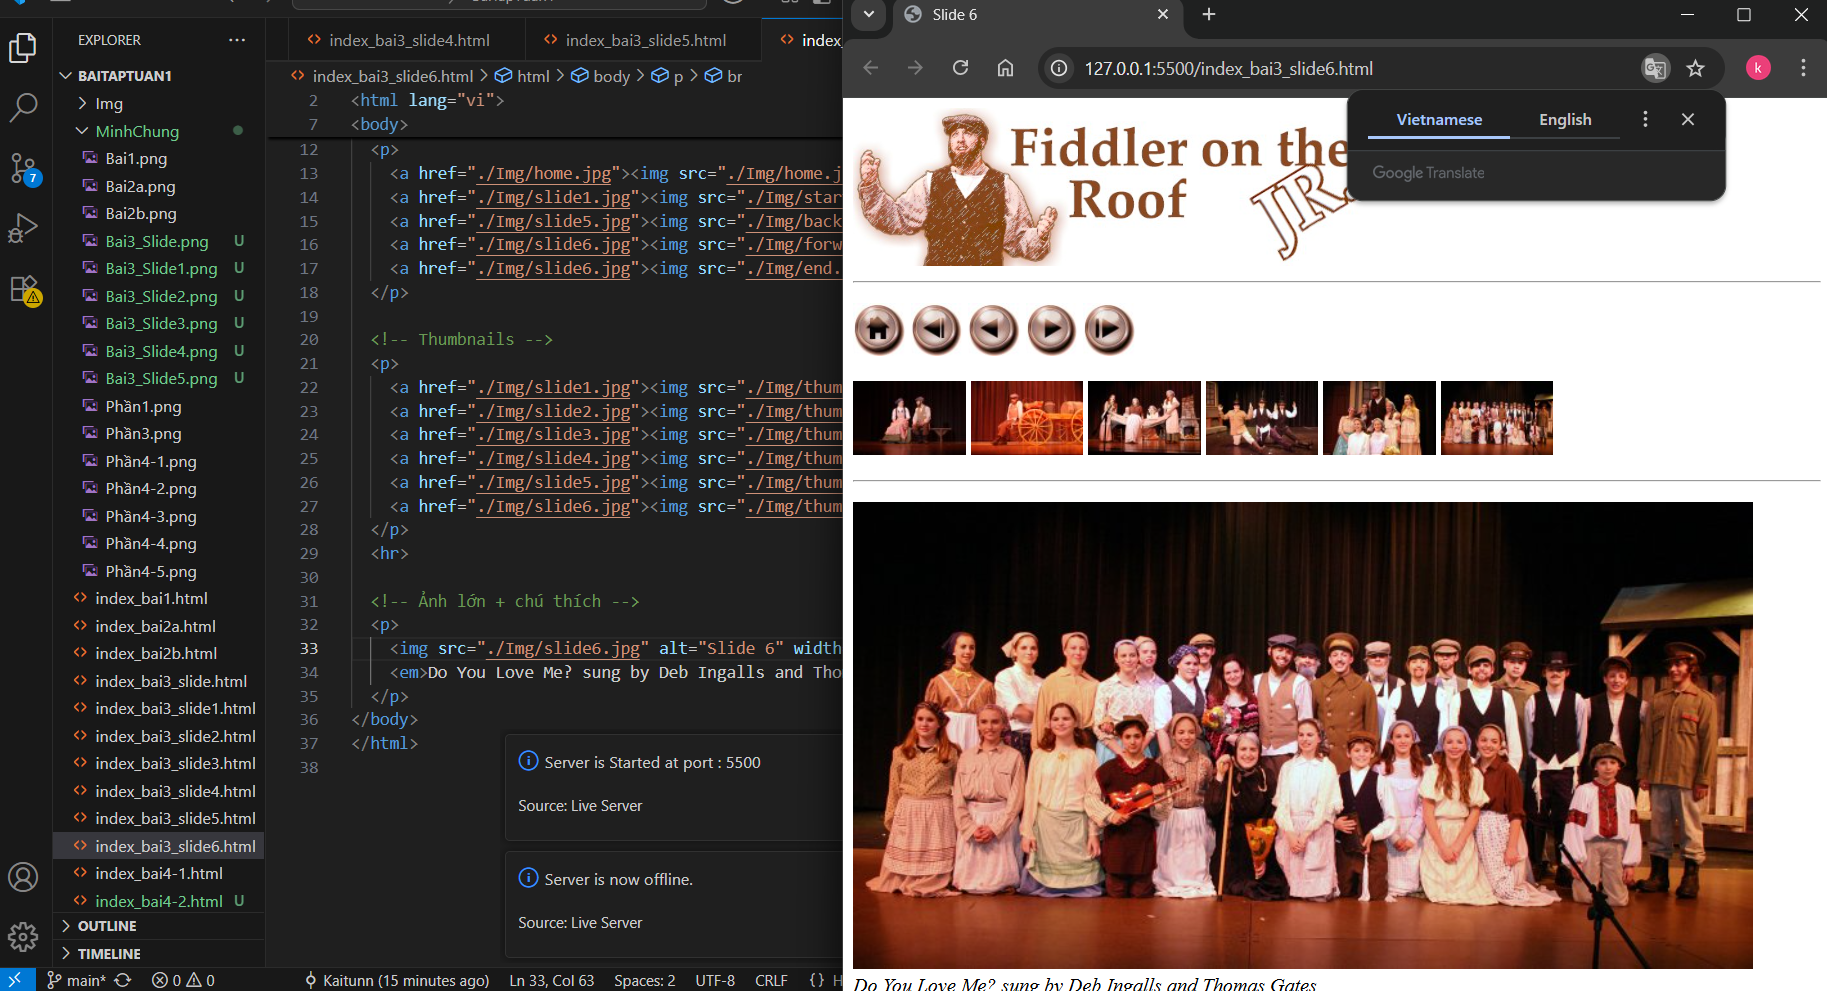 EXPLORER
BAITAPTUAN1
Img
MinhChung
Bai1.png
Bai2a.png
Bai2b.png
Bai3_Slide.png U
Bai3_Slide1.png U
Bai3_Slide2.png U
Bai3_Slide3.png U
Bai3_Slide4.png U
Bai3_Slide5.png U
Phần1.png
Phần3.png
Phần4-1.png
Phần4-2.png
Phần4-3.png
Phần4-4.png
Phần4-5.png
index_bai1.html
index_bai2a.html
index_bai2b.html
index_bai3_slide.html
index_bai3_slide1.html
index_bai3_slide2.html
index_bai3_slide3.html
index_bai3_slide4.html
index_bai3_slide5.html
index_bai3_slide6.html
index_bai4-1.html
index_bai4-2.html U
OUTLINE
TIMELINE
7
index_bai3_slide4.html
index_bai3_slide5.html
index_bai3_slide6.html > html > body > p > br
2 <html lang="vi">
7 <body>
12 <p>
13 <a href="./Img/home.jpg"><img src="./Img/home.j
14 <a href="./Img/slide1.jpg"><img src="./Img/star
15 <a href="./Img/slide5.jpg"><img src="./Img/back
16 <a href="./Img/slide6.jpg"><img src="./Img/forw
17 <a href="./Img/slide6.jpg"><img src="./Img/end.
18 </p>
19
20 <!-- Thumbnails -->
21 <p>
22 <a href="./Img/slide1.jpg"><img src="./Img/thum
23 <a href="./Img/slide2.jpg"><img src="./Img/thum
24 <a href="./Img/slide3.jpg"><img src="./Img/thum
25 <a href="./Img/slide4.jpg"><img src="./Img/thum
26 <a href="./Img/slide5.jpg"><img src="./Img/thum
27 <a href="./Img/slide6.jpg"><img src="./Img/thum
28 </p>
29 <hr>
30
31 <!-- Ảnh lớn + chú thích -->
32 <p>
33 <img src="./Img/slide6.jpg" alt="Slide 6" width
34 <em>Do You Love Me? sung by Deb Ingalls and Tho
35 </p>
36 </body>
37 </html>
38
Server is Started at port : 5500
Source: Live Server
Server is now offline.
Source: Live Server
main* 0 0 Kaitunn (15 minutes ago) Ln 33, Col 63 Spaces: 2 UTF-8 CRLF {} H
Slide 6
127.0.0.1:5500/index_bai3_slide6.html
k
Vietnamese English
Google Translate
Fiddler on the
Roof JR.
Do You Love Me? sung by Deb Ingalls and Thomas Gates